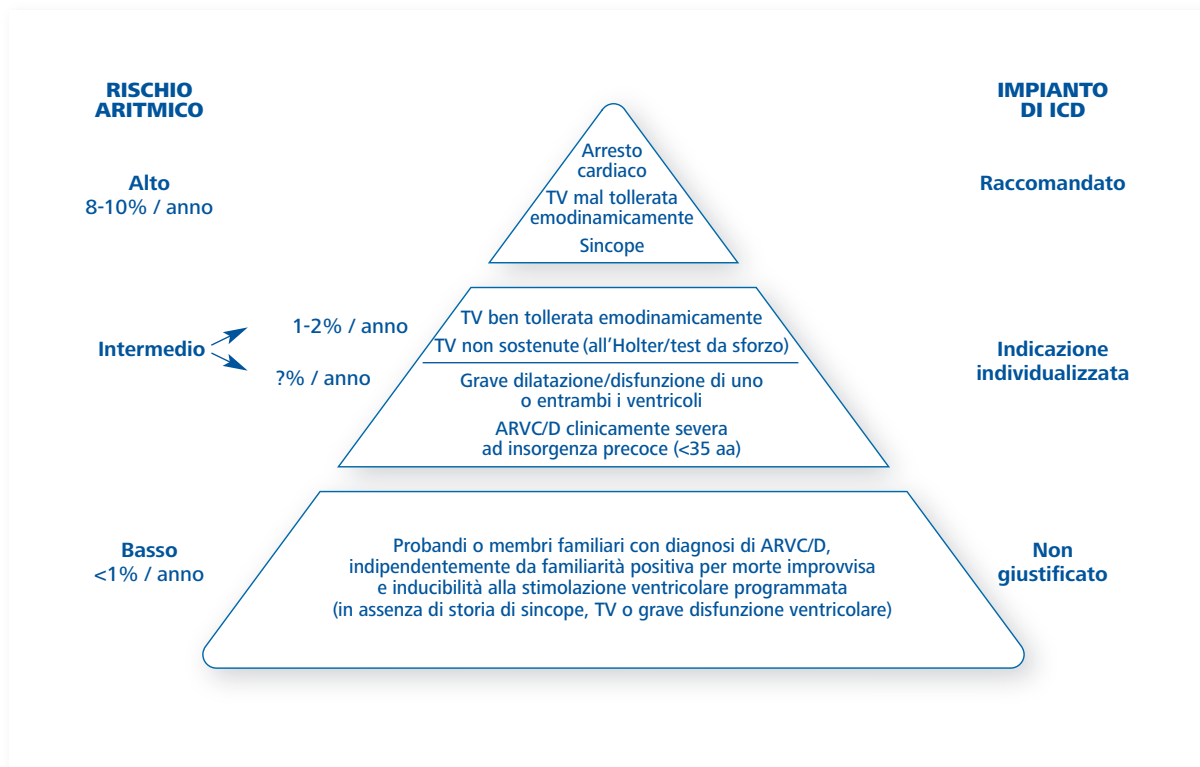 RISCHIO
ARITMICO
IMPIANTO
DI ICD
Alto
8-10% / anno
Arresto
cardiaco
TV mal tollerata
emodinamicamente
Sincope
Raccomandato
Intermedio
1-2% / anno
?% / anno
TV ben tollerata emodinamicamente
TV non sostenute (all'Holter/test da sforzo)
Grave dilatazione/disfunzione di uno
o entrambi i ventricoli
ARVC/D clinicamente severa
ad insorgenza precoce (<35 aa)
Indicazione
individualizzata
Basso
<1% / anno
Probandi o membri familiari con diagnosi di ARVC/D,
indipendentemente da familiarità positiva per morte improvvisa
e inducibilità alla stimolazione ventricolare programmata
(in assenza di storia di sincope, TV o grave disfunzione ventricolare)
Non
giustificato